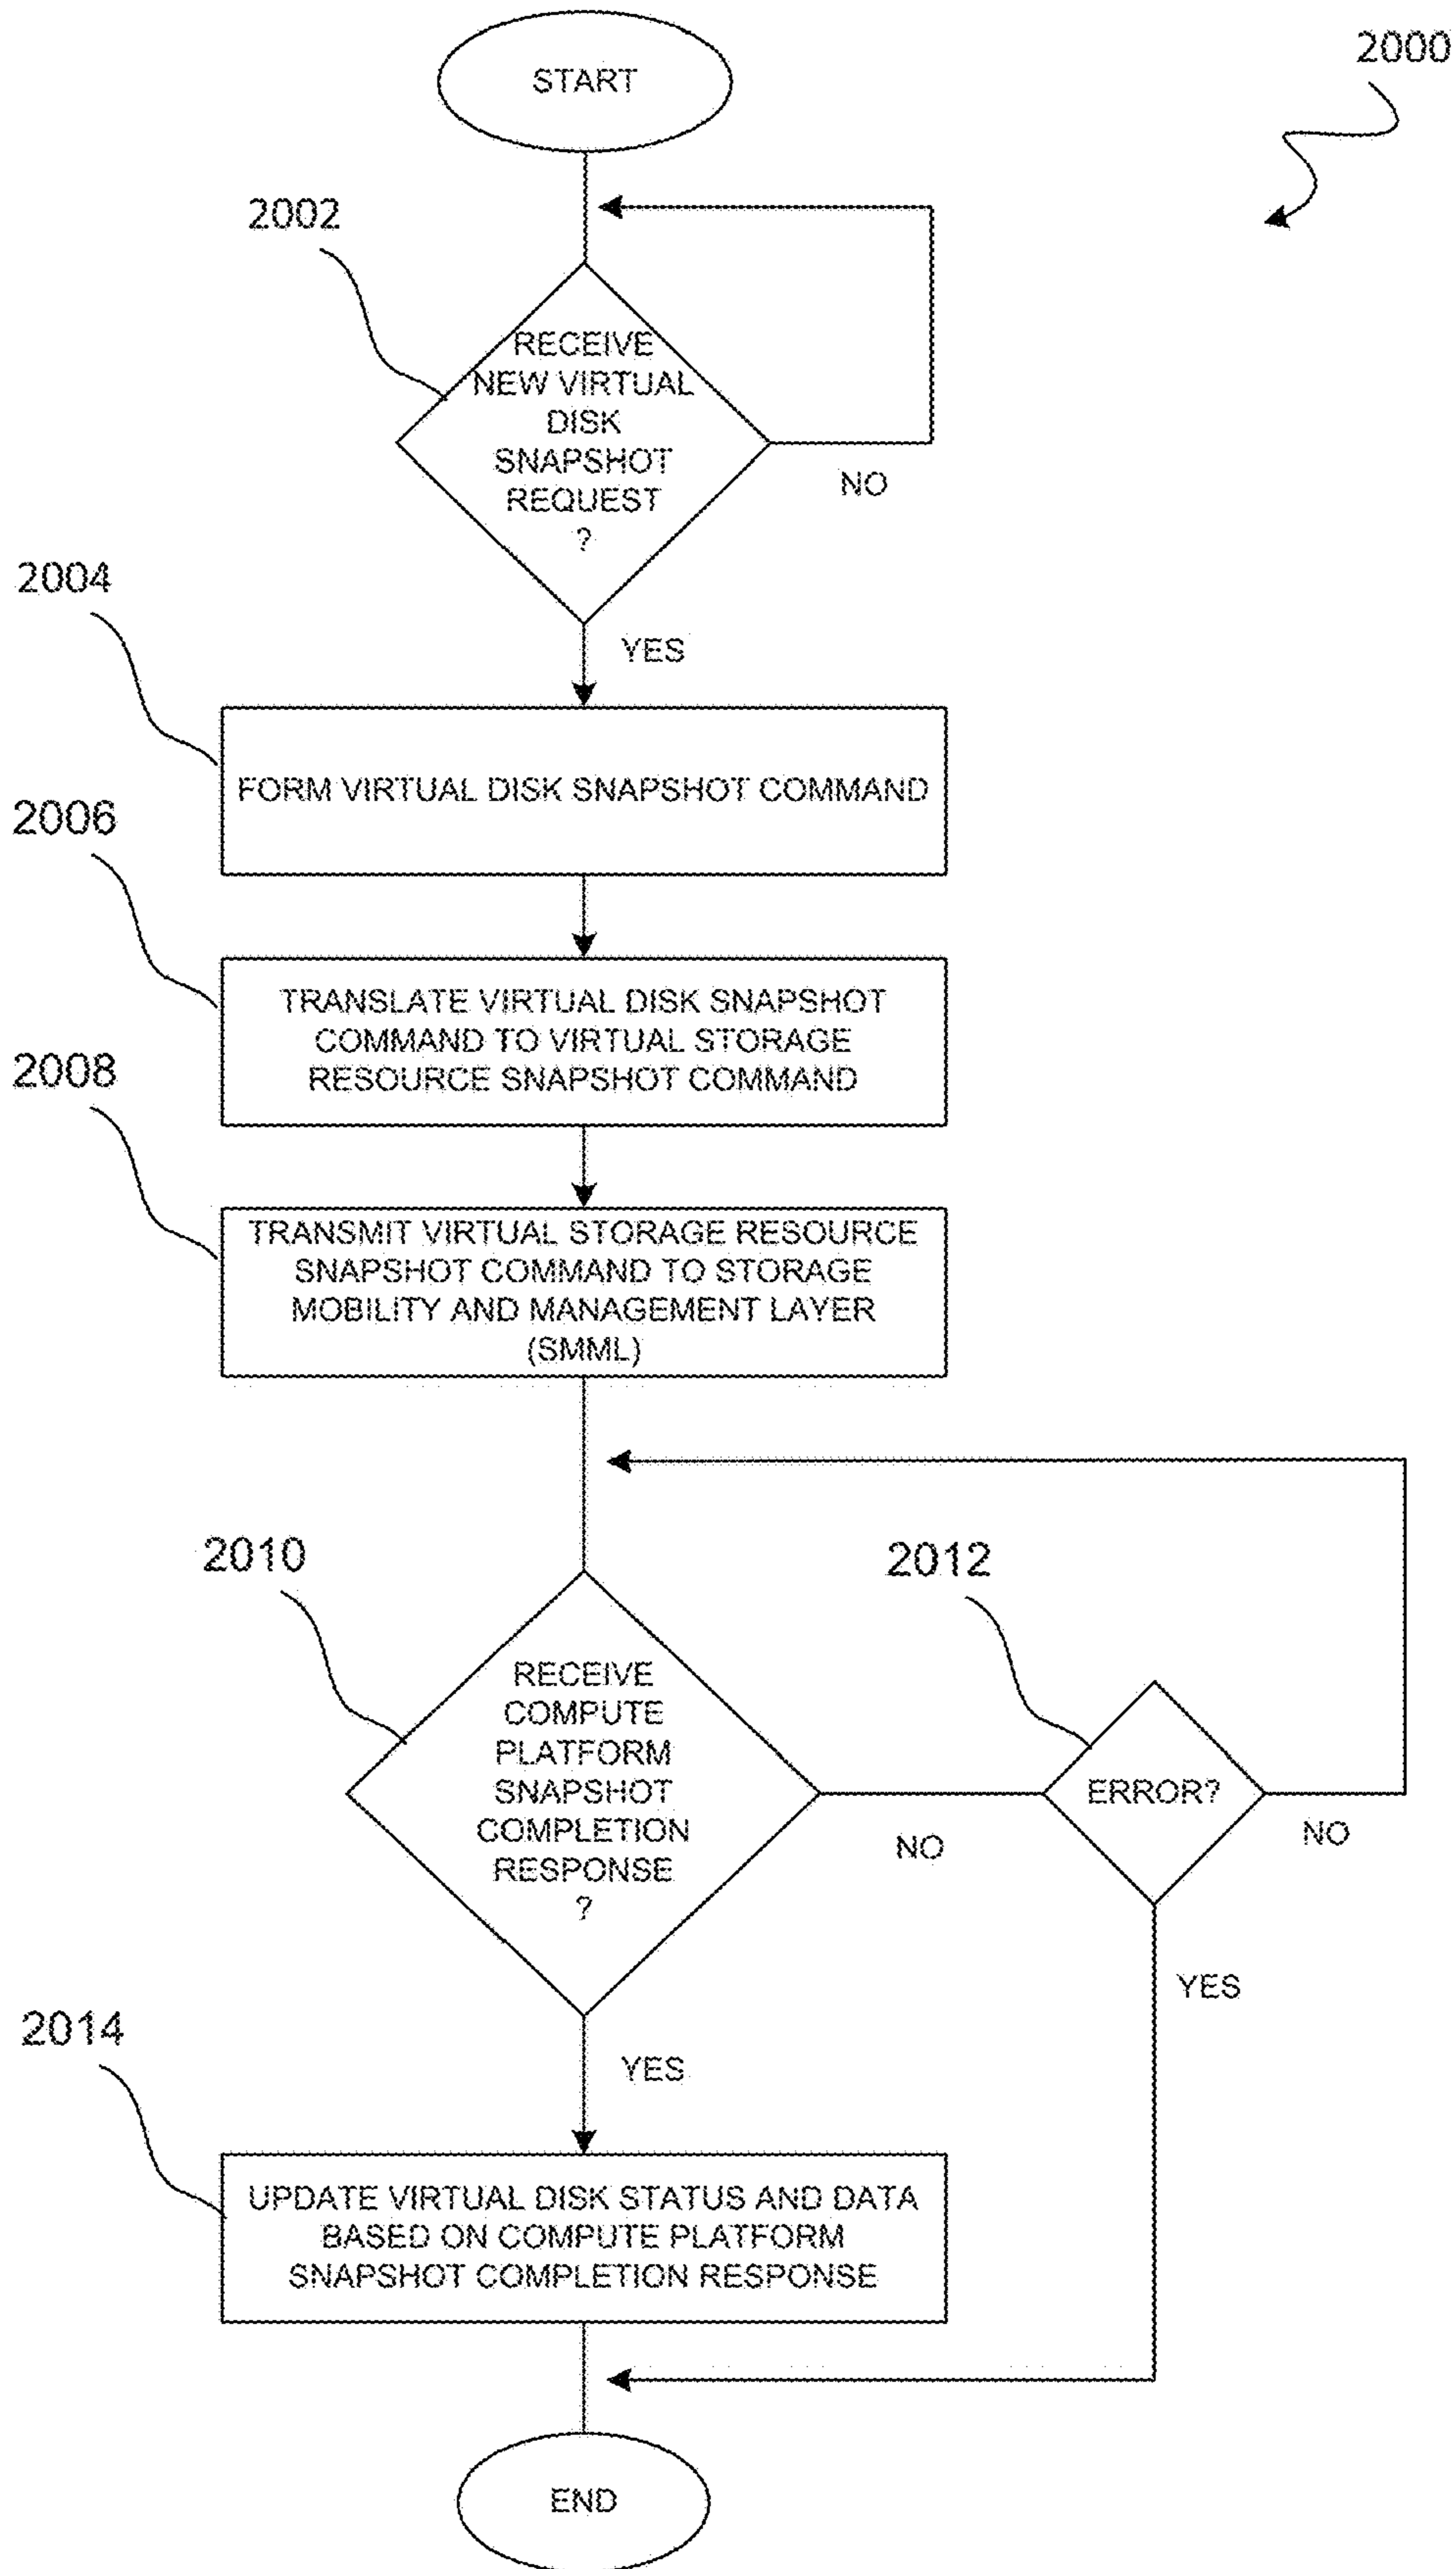 START
2000
2002
RECEIVE
NEW VIRTUAL
DISK
SNAPSHOT
REQUEST
?
NO
2004
YES
FORM VIRTUAL DISK SNAPSHOT COMMAND
2006
TRANSLATE VIRTUAL DISK SNAPSHOT
COMMAND TO VIRTUAL STORAGE
RESOURCE SNAPSHOT COMMAND
2008
TRANSMIT VIRTUAL STORAGE RESOURCE
SNAPSHOT COMMAND TO STORAGE
MOBILITY AND MANAGEMENT LAYER
(SMML)
2010
2012
RECEIVE
COMPUTE
PLATFORM
SNAPSHOT
COMPLETION
RESPONSE
?
NO
ERROR?
NO
YES
2014
YES
UPDATE VIRTUAL DISK STATUS AND DATA
BASED ON COMPUTE PLATFORM
SNAPSHOT COMPLETION RESPONSE
END